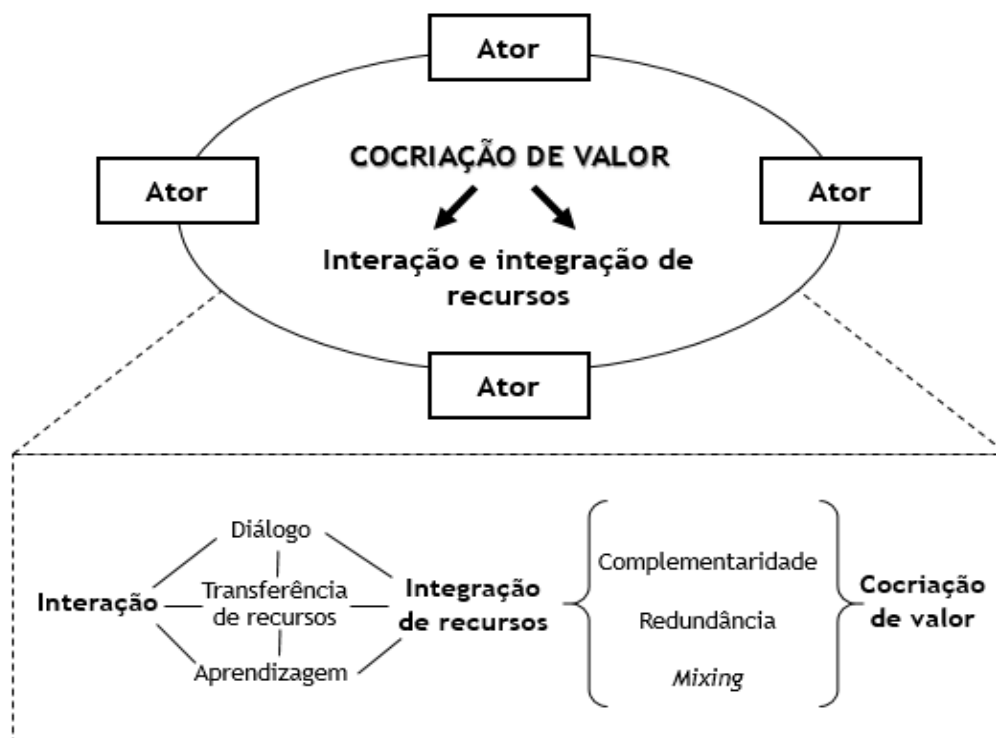 Ator
COCRIAÇÃO DE VALOR
Ator
Ator
Interação e integração de
recursos
Ator
Diálogo
Interação
Transferência
de recursos
Aprendizagem
Integração
de recursos
Complementaridade
Redundância
Mixing
Cocriação
de valor